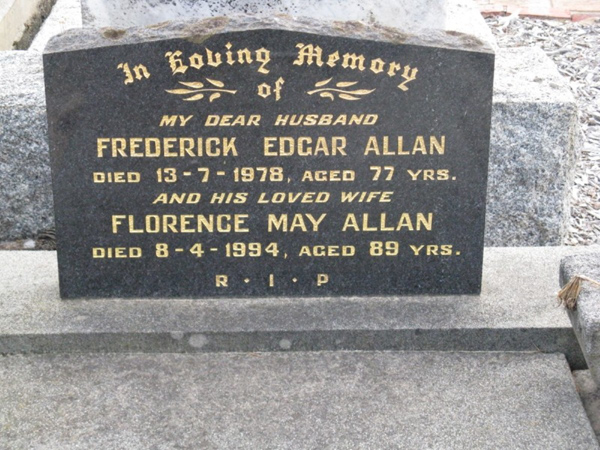 In Loving Memory
of
MY DEAR HUSBAND
FREDERICK EDGAR ALLAN
DIED 13-7-1978, AGED 77 YRS.
AND HIS LOVED WIFE
FLORENCE MAY ALLAN
DIED 8-4-1994, AGED 89 YRS.
R·I·P